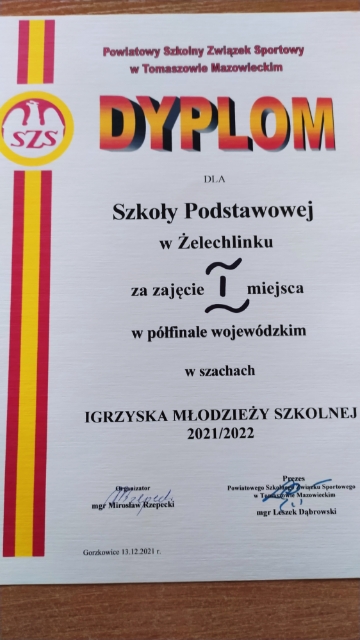 Powiatowy Szkolny Związek Sportowy
w Tomaszowie Mazowieckim
SZS
DYPLOM
DLA
Szkoły Podstawowej
w Żelechlinku
za zajęcie I miejsca
w półfinale wojewódzkim
w szachach
IGRZYSKA MŁODZIEŻY SZKOLNEJ
2021/2022
Organizator
mgr Mirosław Rzepecki
Prezes
Powiatowego Szkolnego Związku Sportowego
w Tomaszowie Mazowieckim
mgr Leszek Dąbrowski
Gorzkowice 13.12.2021 r.